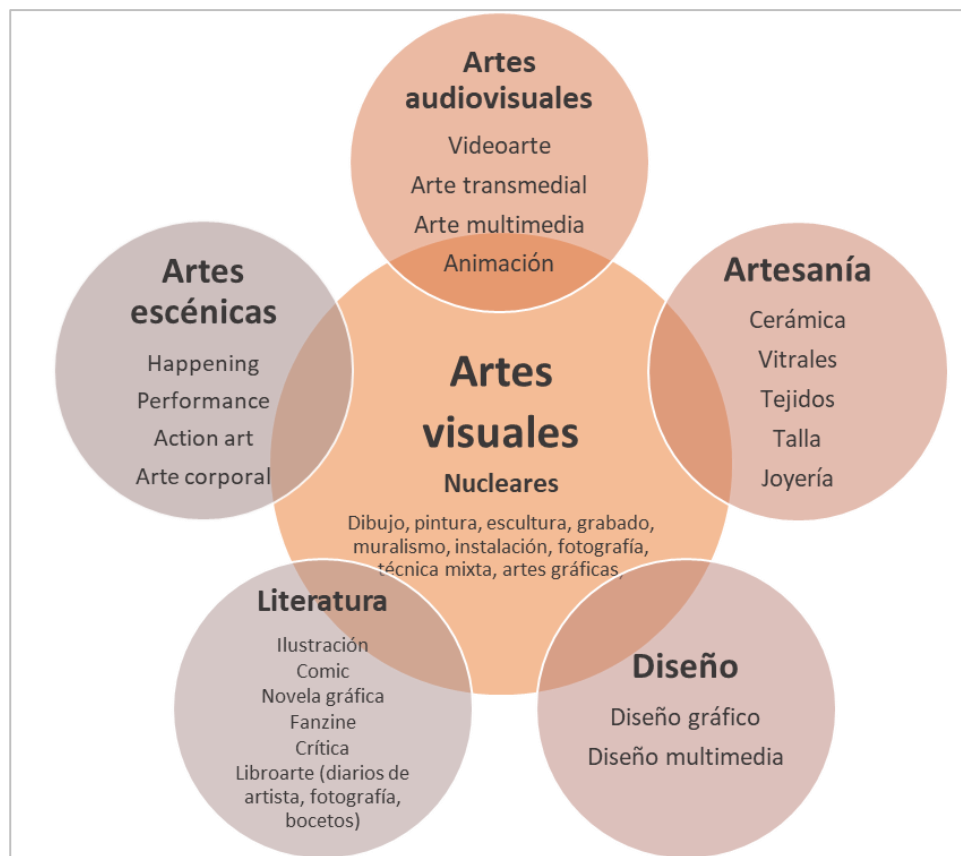 Artes
audiovisuales
Videoarte
Arte transmedial
Arte multimedia
Animación
Artes
escénicas
Happening
Performance
Action art
Arte corporal
Artesanía
Cerámica
Vitrales
Tejidos
Talla
Joyería
Artes
visuales
Nucleares
Dibujo, pintura, escultura, grabado,
muralismo, instalación, fotografía,
técnica mixta, artes gráficas,
Literatura
Ilustración
Comic
Novela gráfica
Fanzine
Crítica
Libroarte (diarios de
artista, fotografía,
bocetos)
Diseño
Diseño gráfico
Diseño multimedia